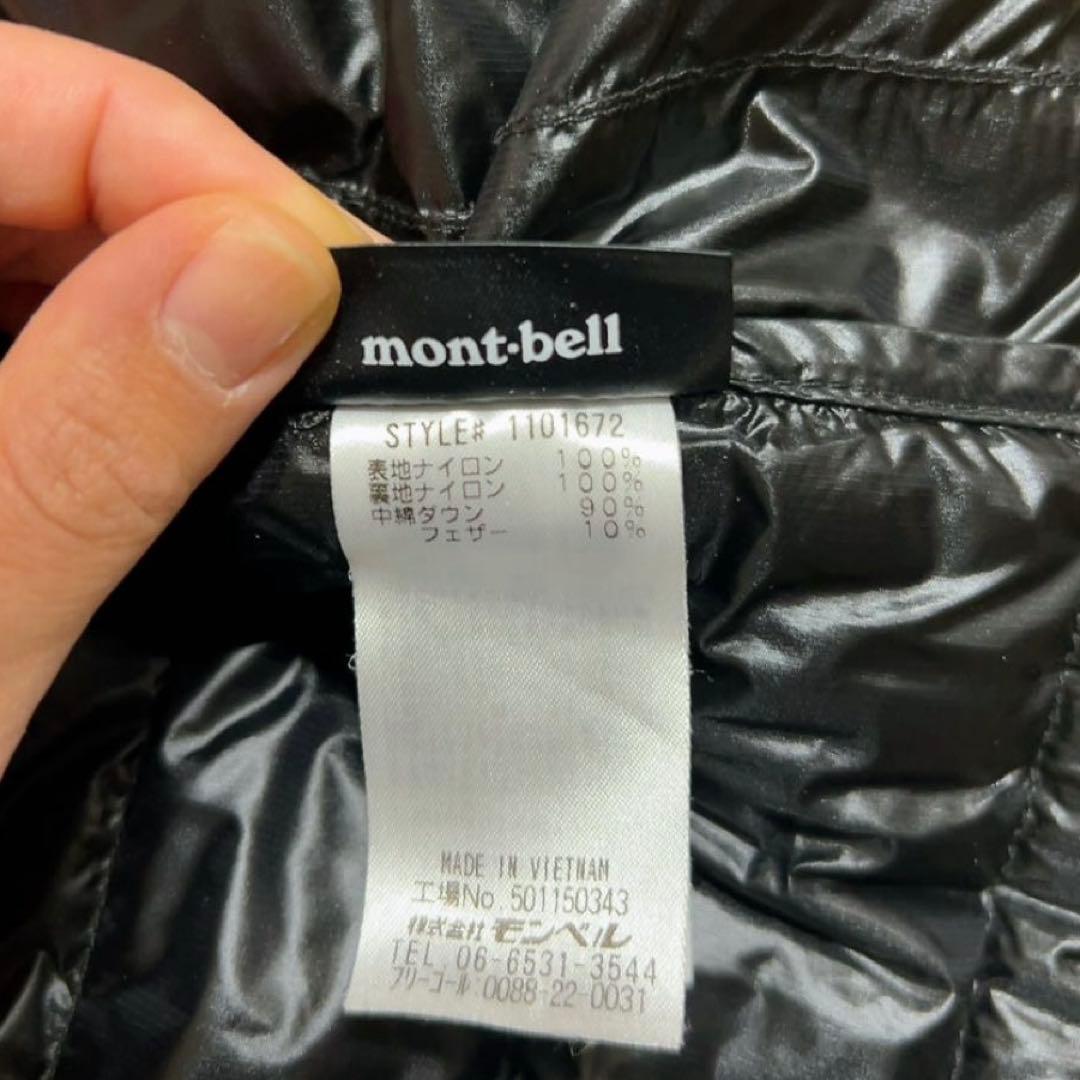 mont-bell
STYLE# 1101672
表地ナイロン 100%
裏地ナイロン 100%
中綿ダウン 90%
フェザー 10%
MADE IN VIETNAM
工場No. 501150343
株式会社 モンベル
TEL. 06-6531-3544
フリーコール:0088-22-0031